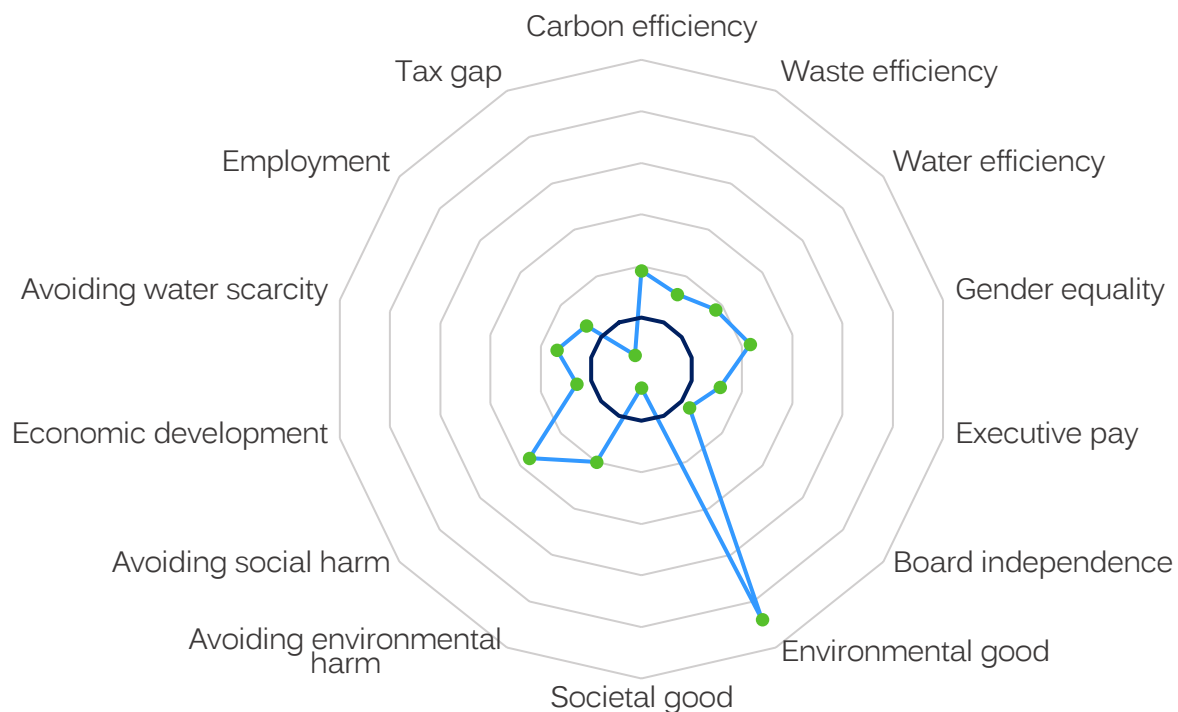 Carbon efficiency
Waste efficiency
Water efficiency
Gender equality
Executive pay
Board independence
Environmental good
Societal good
Avoiding environmental
harm
Avoiding social harm
Economic development
Avoiding water scarcity
Employment
Tax gap